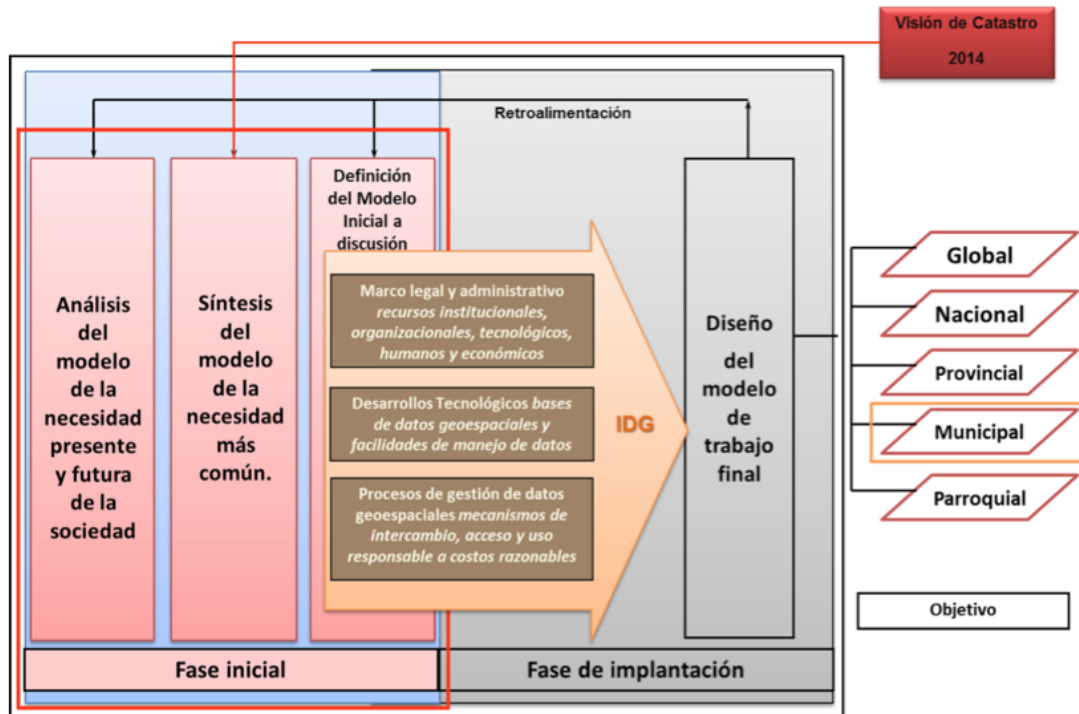 Visión de Catastro
2014
Retroalimentación
Análisis
del
modelo
de la
necesidad
presente
y futura
de la
sociedad
Síntesis
del
modelo
de la
necesidad
más
común.
Definición
del Modelo
Inicial a
discusión
Marco legal y administrativo
recursos institucionales,
organizacionales, tecnológicos,
humanos y económicos
Desarrollos Tecnológicos bases
de datos geoespaciales y
facilidades de manejo de datos
Procesos de gestión de datos
geoespaciales mecanismos de
intercambio, acceso y uso
responsable a costos razonables
IDG
Diseño
del
modelo
de
trabajo
final
Global
Nacional
Provincial
Municipal
Parroquial
Objetivo
Fase inicial
Fase de implantación